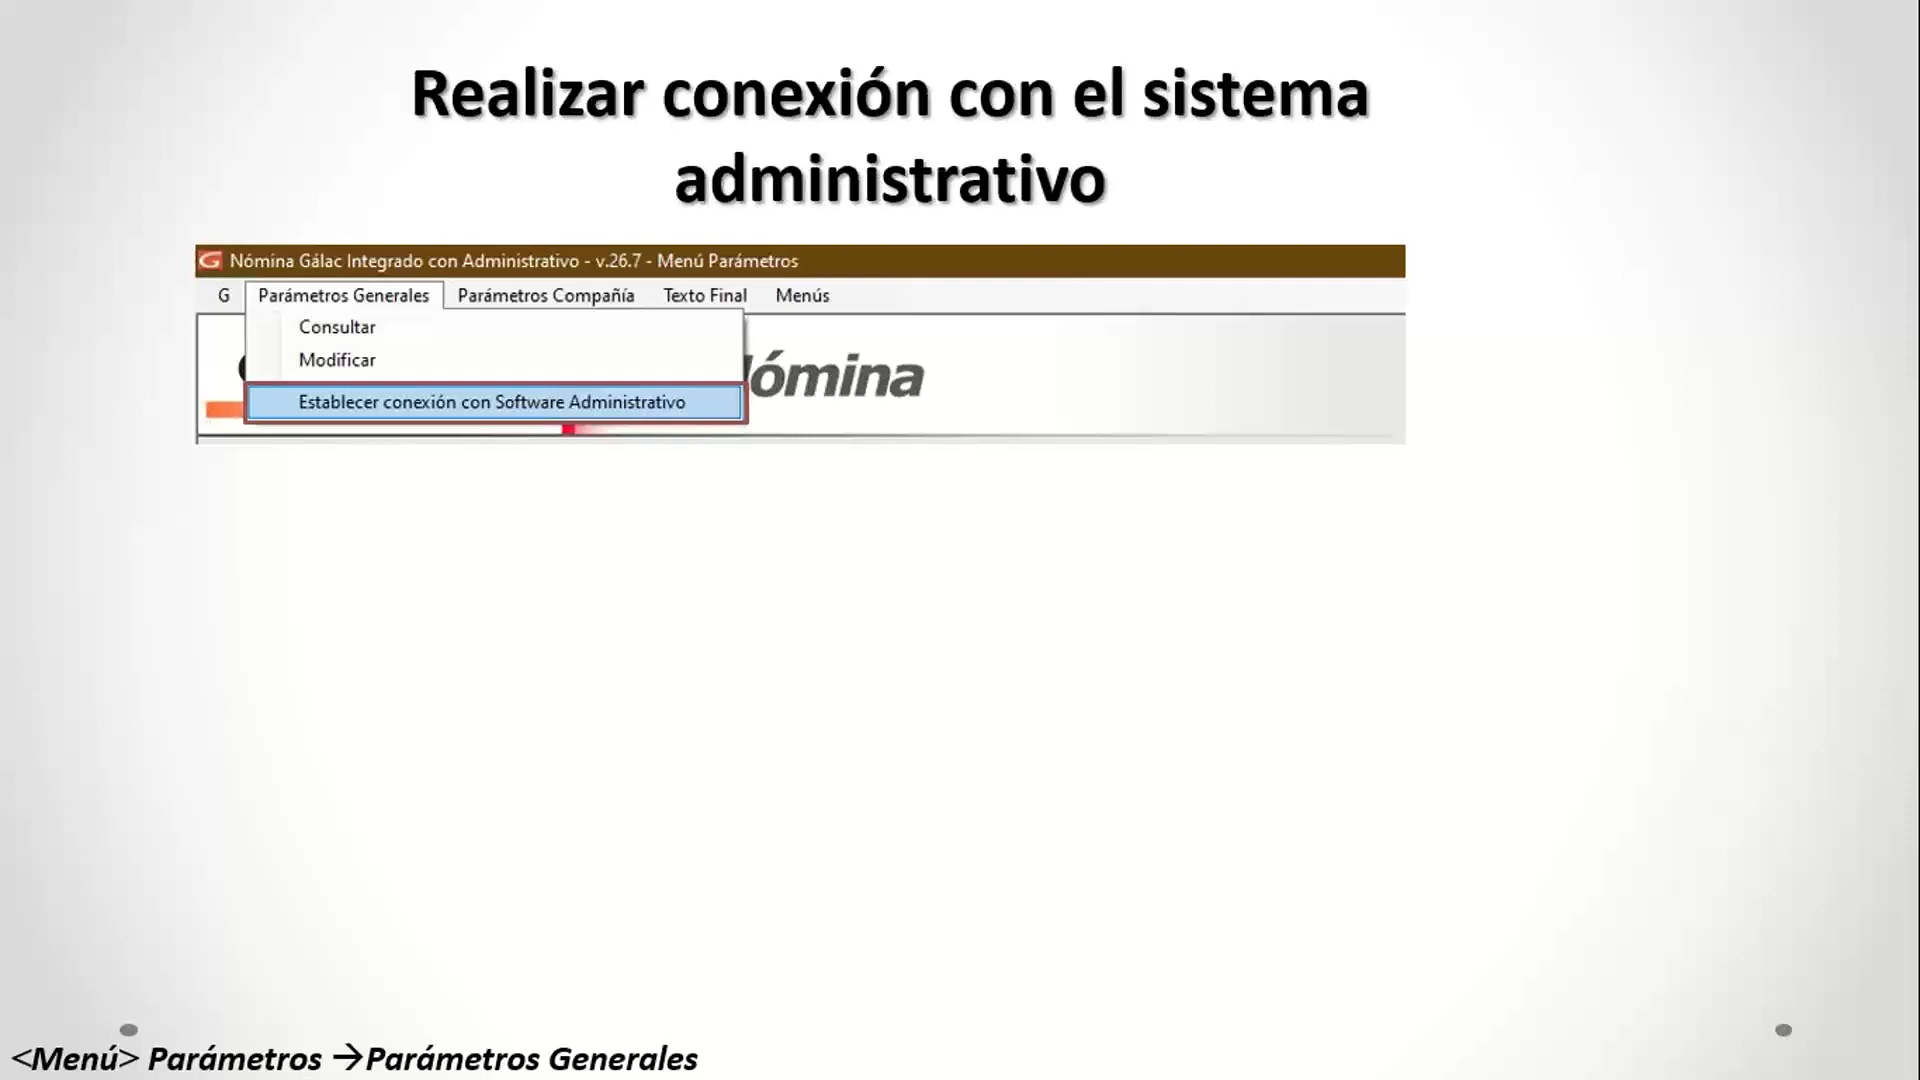 Realizar conexión con el sistema
administrativo
Nómina Gálac Integrado con Administrativo - v.26.7 - Menú Parámetros
G Parámetros Generales Parámetros Compañía Texto Final Menús
Consultar
Modificar
ómina
Establecer conexión con Software Administrativo
<Menú> Parámetros →Parámetros Generales